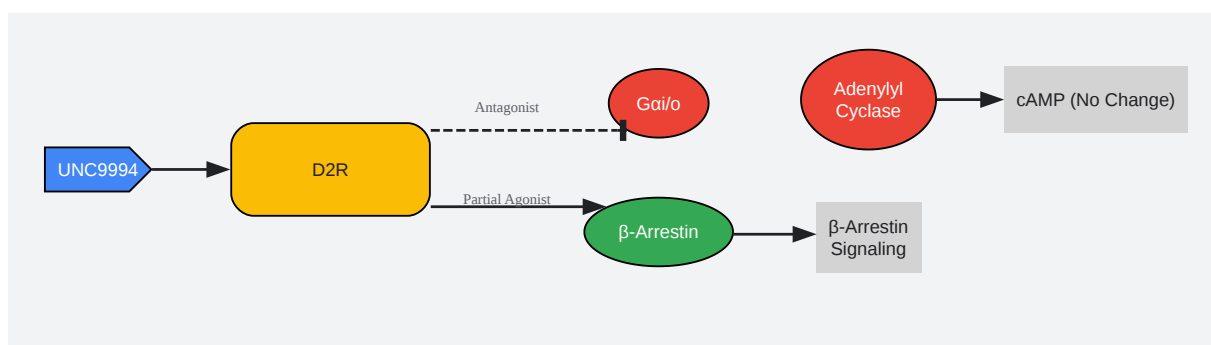 UNC9994
D2R
Antagonist
Partial Agonist
Gαi/o
β-Arrestin
Adenylyl
Cyclase
cAMP (No Change)
β-Arrestin
Signaling